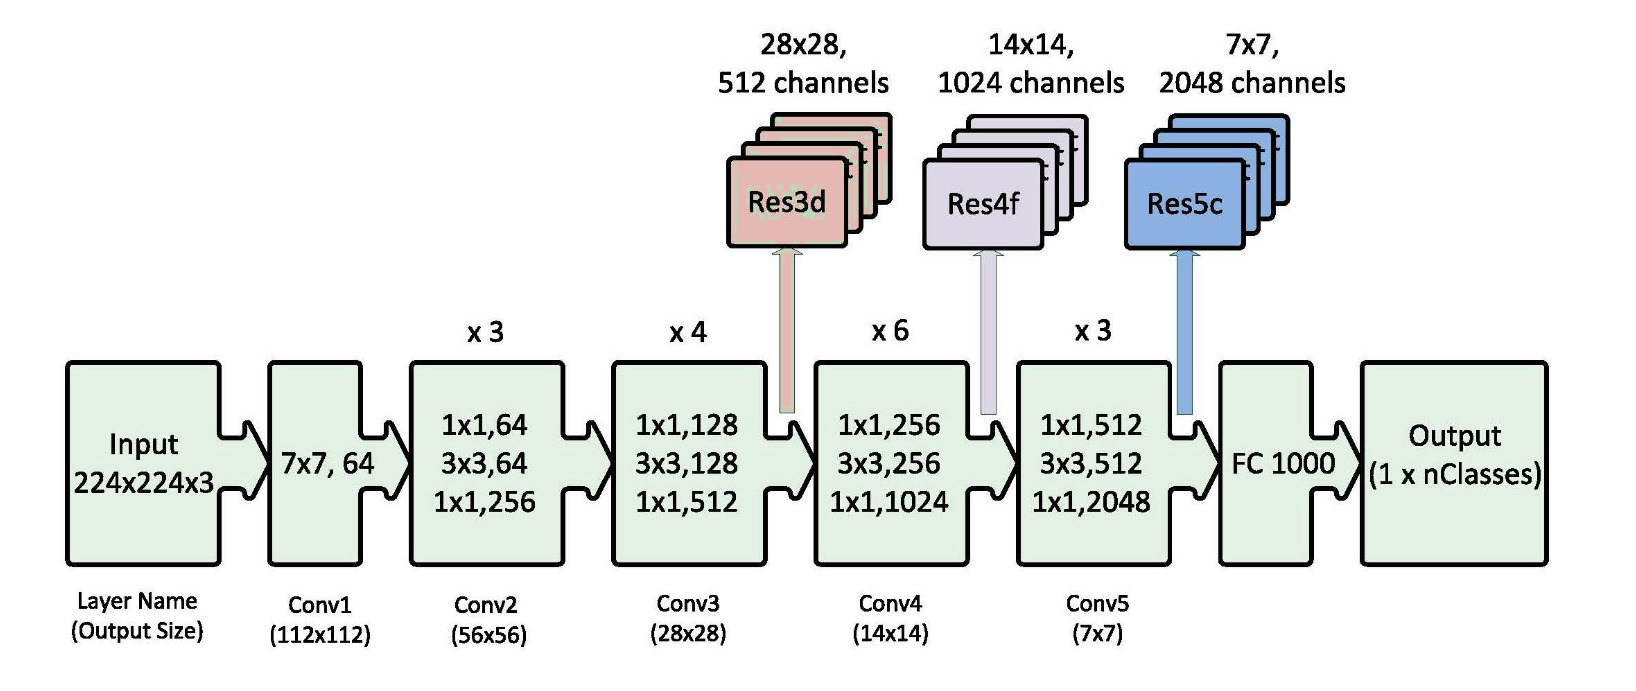 28x28,
512 channels
14x14,
1024 channels
7x7,
2048 channels
Res3d
Res4f
Res5c
x 3
x 4
x 6
x 3
Input
224x224x3
7x7, 64
1x1,64
3x3,64
1x1,256
1x1,128
3x3,128
1x1,512
1x1,256
3x3,256
1x1,1024
1x1,512
3x3,512
1x1,2048
FC 1000
Output
(1 x nClasses)
Layer Name
(Output Size)
Conv1
(112x112)
Conv2
(56x56)
Conv3
(28x28)
Conv4
(14x14)
Conv5
(7x7)